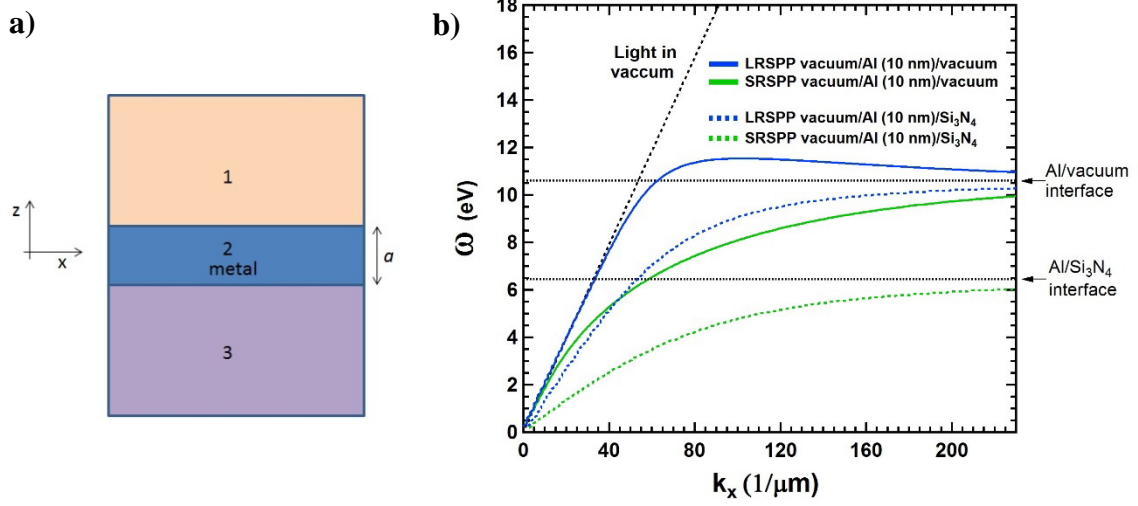 a)
1
z
2
metal
a
x
3
b)
18
16
14
12
10
8
6
4
2
0
ω (eV)
Light in
vaccum
LRSPP vacuum/Al (10 nm)/vacuum
SRSPP vacuum/Al (10 nm)/vacuum
LRSPP vacuum/Al (10 nm)/Si₃N₄
SRSPP vacuum/Al (10 nm)/Si₃N₄
Al/vacuum
interface
Al/Si₃N₄
interface
0 40 80 120 160 200
kₓ (1/μm)